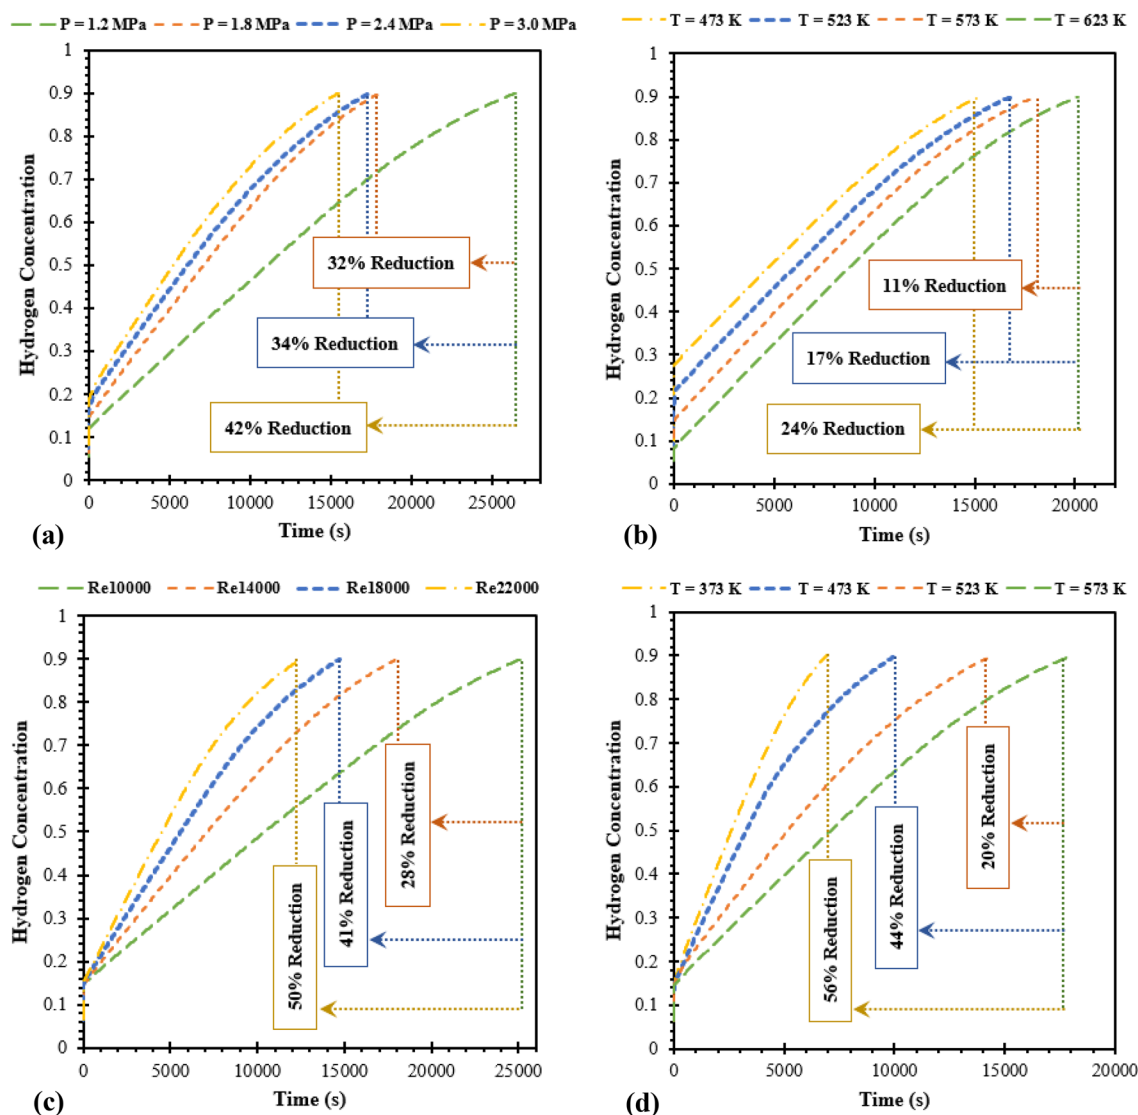 P = 1.2 MPa P = 1.8 MPa P = 2.4 MPa P = 3.0 MPa
1
0.9
0.8
0.7
0.6
0.5
0.4
0.3
0.2
0.1
0
Hydrogen Concentration
32% Reduction
34% Reduction
42% Reduction
0 5000 10000 15000 20000 25000
Time (s)
(a)
T = 473 K T = 523 K T = 573 K T = 623 K
1
0.9
0.8
0.7
0.6
0.5
0.4
0.3
0.2
0.1
0
Hydrogen Concentration
11% Reduction
17% Reduction
24% Reduction
0 5000 10000 15000 20000
Time (s)
(b)
Re10000 Re14000 Re18000 Re22000
1
0.9
0.8
0.7
0.6
0.5
0.4
0.3
0.2
0.1
0
Hydrogen Concentration
50% Reduction
41% Reduction
28% Reduction
0 5000 10000 15000 20000 25000
Time (s)
(c)
T = 373 K T = 473 K T = 523 K T = 573 K
1
0.9
0.8
0.7
0.6
0.5
0.4
0.3
0.2
0.1
0
Hydrogen Concentration
56% Reduction
44% Reduction
20% Reduction
0 5000 10000 15000 20000
Time (s)
(d)